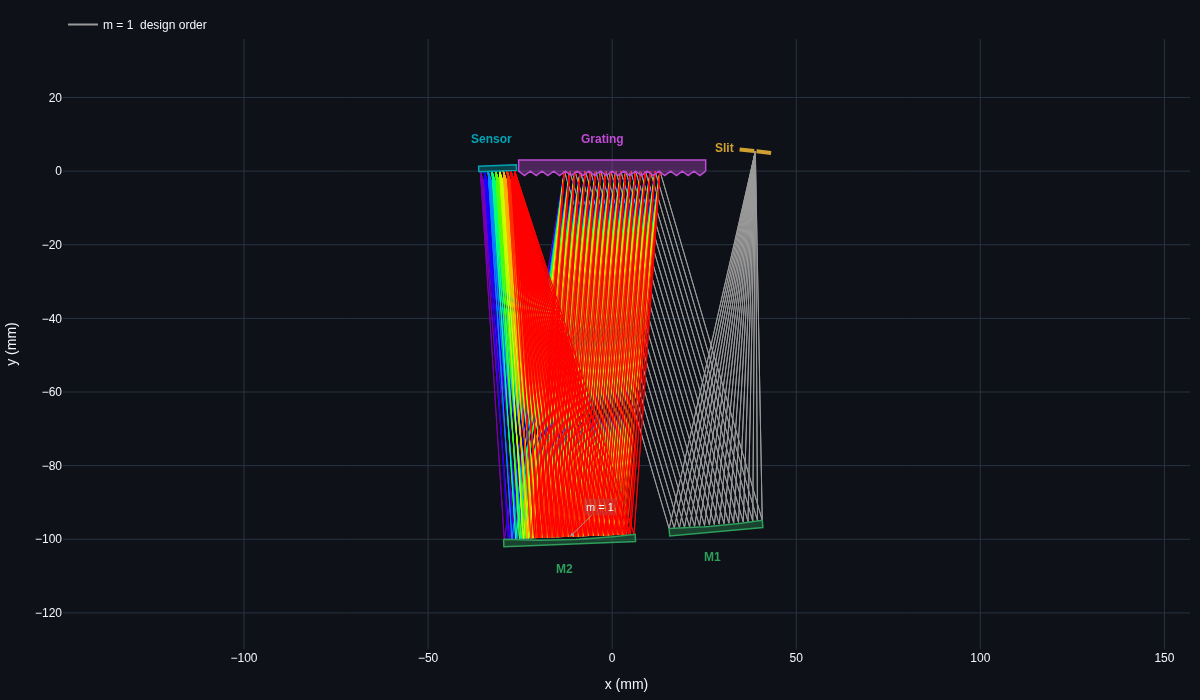 m = 1 design order
20
0
−20
−40
−60
−80
−100
−120
y (mm)
Sensor
Grating
Slit
m = 1
M2
M1
−100
−50
0
50
100
150
x (mm)